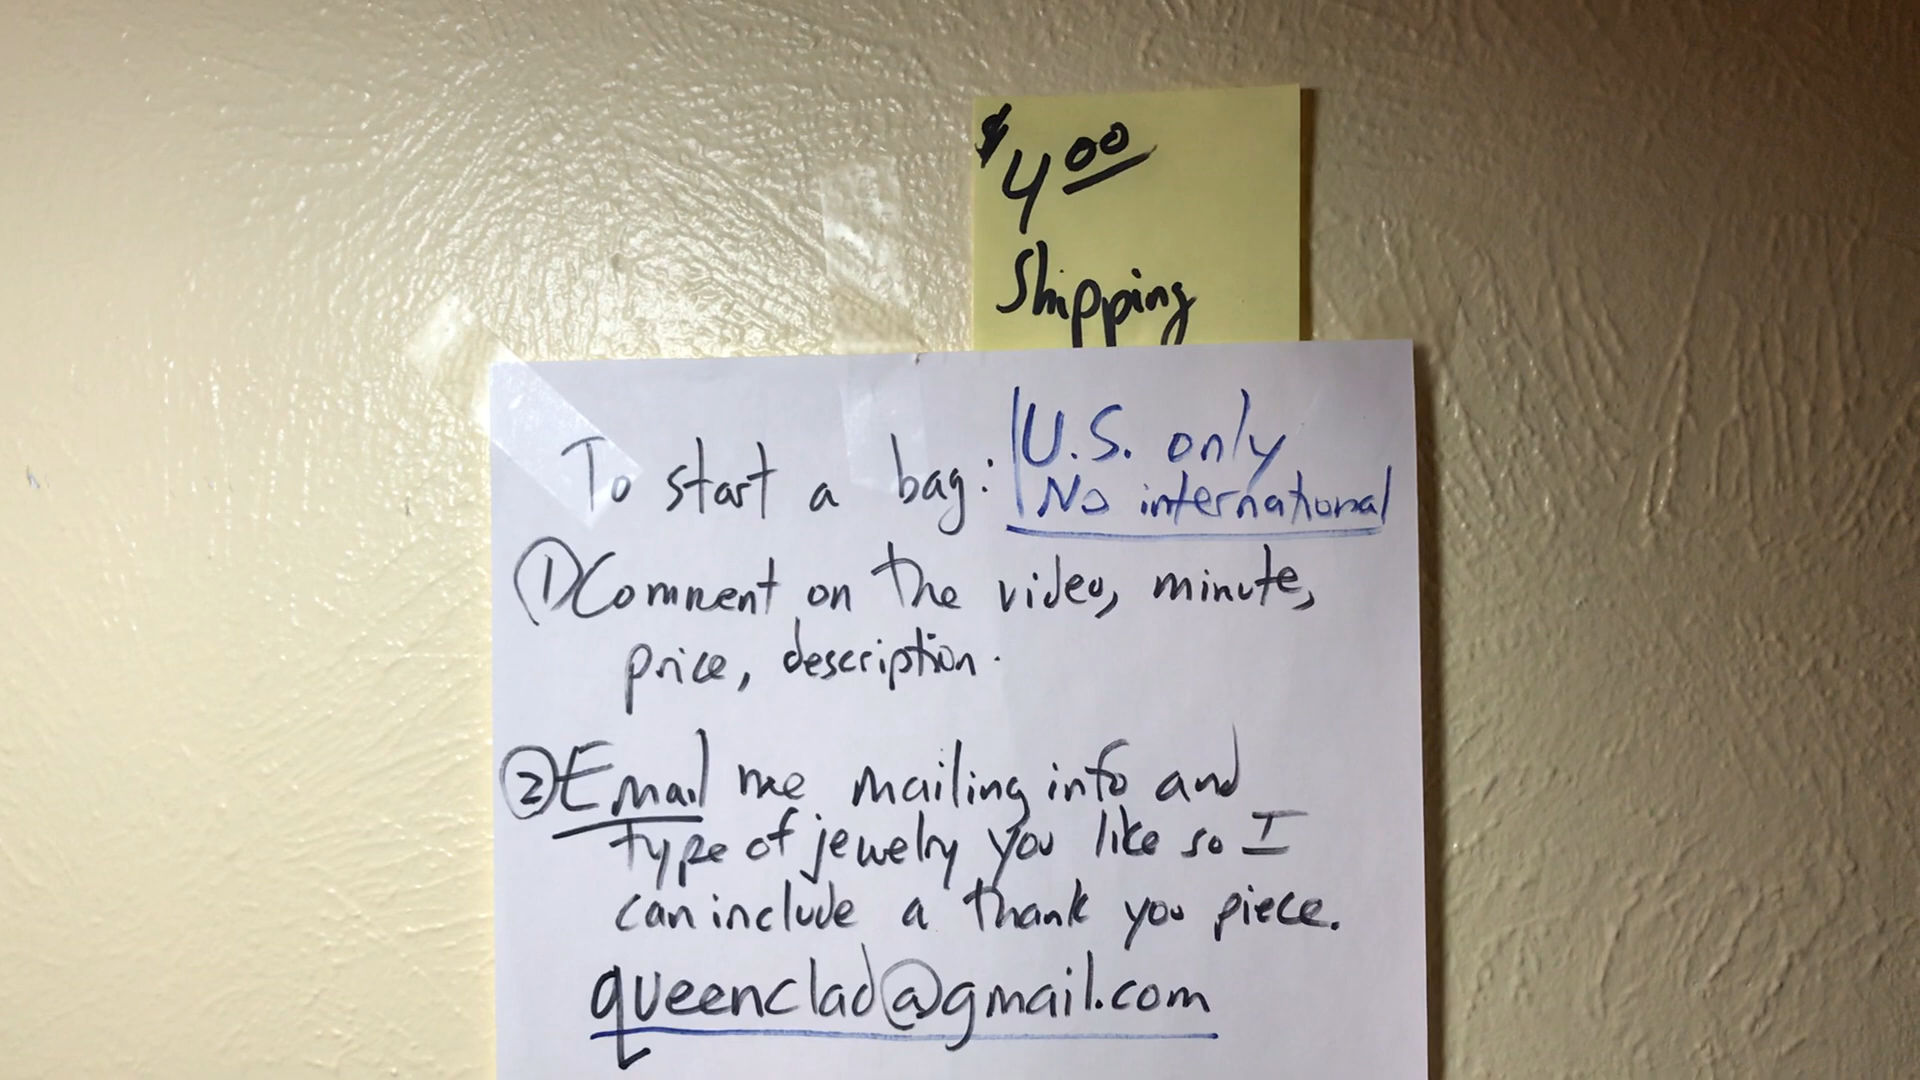 $4.00
Shipping
To start a bag: U.S. only
No international
① Comment on the video, minute,
price, description.
② Email me mailing info and
type of jewelry you like so I
can include a thank you piece.
queenclad@gmail.com